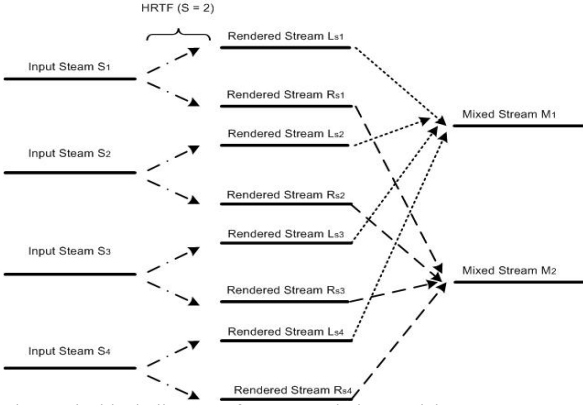 HRTF (S = 2)
Rendered Stream Ls1
Input Steam S1
Rendered Stream Rs1
Mixed Stream M1
Rendered Stream Ls2
Input Steam S2
Rendered Stream Rs2
Rendered Stream Ls3
Input Steam S3
Mixed Stream M2
Rendered Stream Rs3
Rendered Stream Ls4
Input Steam S4
Rendered Stream Rs4